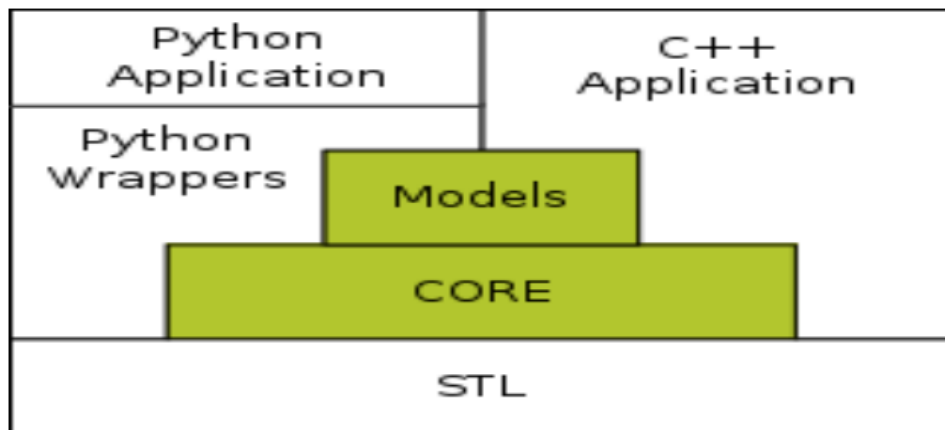 Python
Application
C++
Application
Python
Wrappers
Models
CORE
STL